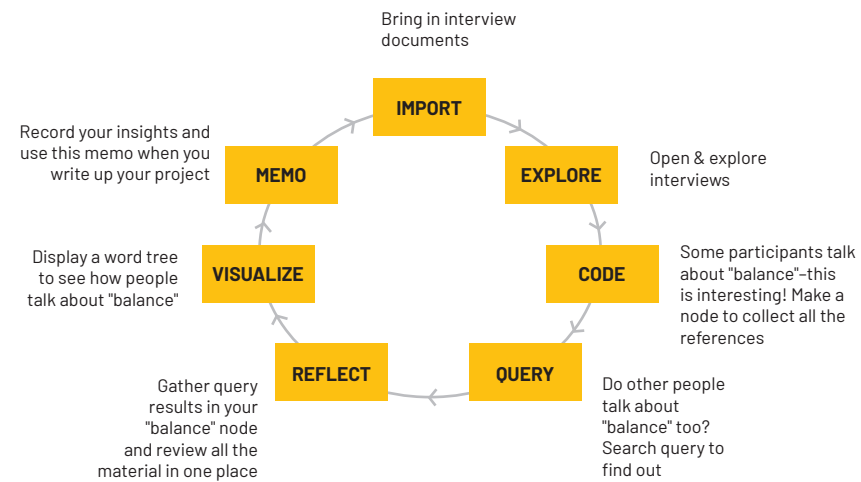 Bring in interview
documents
IMPORT
EXPLORE
Open & explore
interviews
CODE
Some participants talk
about "balance"–this
is interesting! Make a
node to collect all the
references
QUERY
Do other people
talk about
"balance" too?
Search query to
find out
REFLECT
Gather query
results in your
"balance" node
and review all the
material in one place
VISUALIZE
Display a word tree
to see how people
talk about "balance"
MEMO
Record your insights and
use this memo when you
write up your project